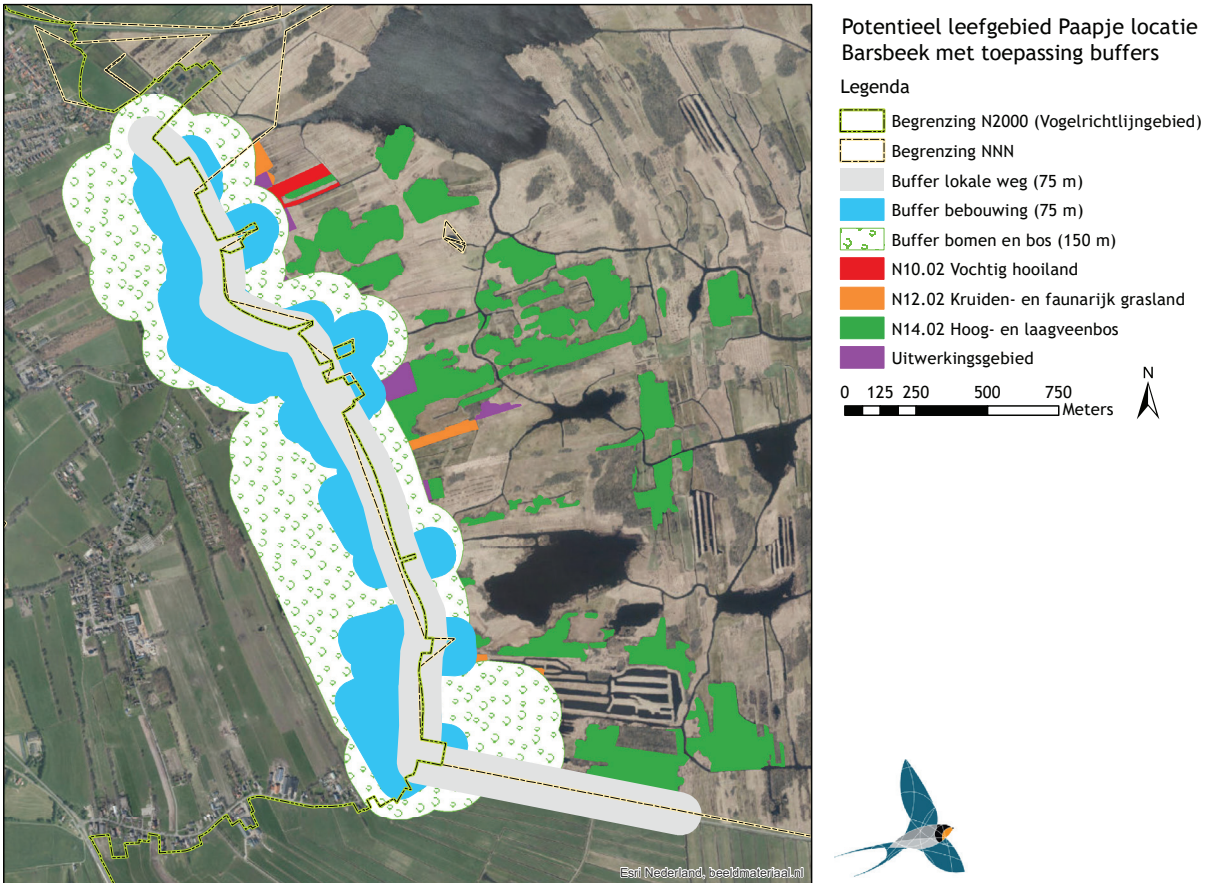 Potentieel leefgebied Paapje locatie
Barsbeek met toepassing buffers
Legenda
Begrenzing N2000 (Vogelrichtlijngebied)
Begrenzing NNN
Buffer lokale weg (75 m)
Buffer bebouwing (75 m)
Buffer bomen en bos (150 m)
N10.02 Vochtig hooiland
N12.02 Kruiden- en faunarijk grasland
N14.02 Hoog- en laagveenbos
Uitwerkingsgebied
N
0 125 250 500 750
Meters
Esri Nederland, beeldmateriaal.nl